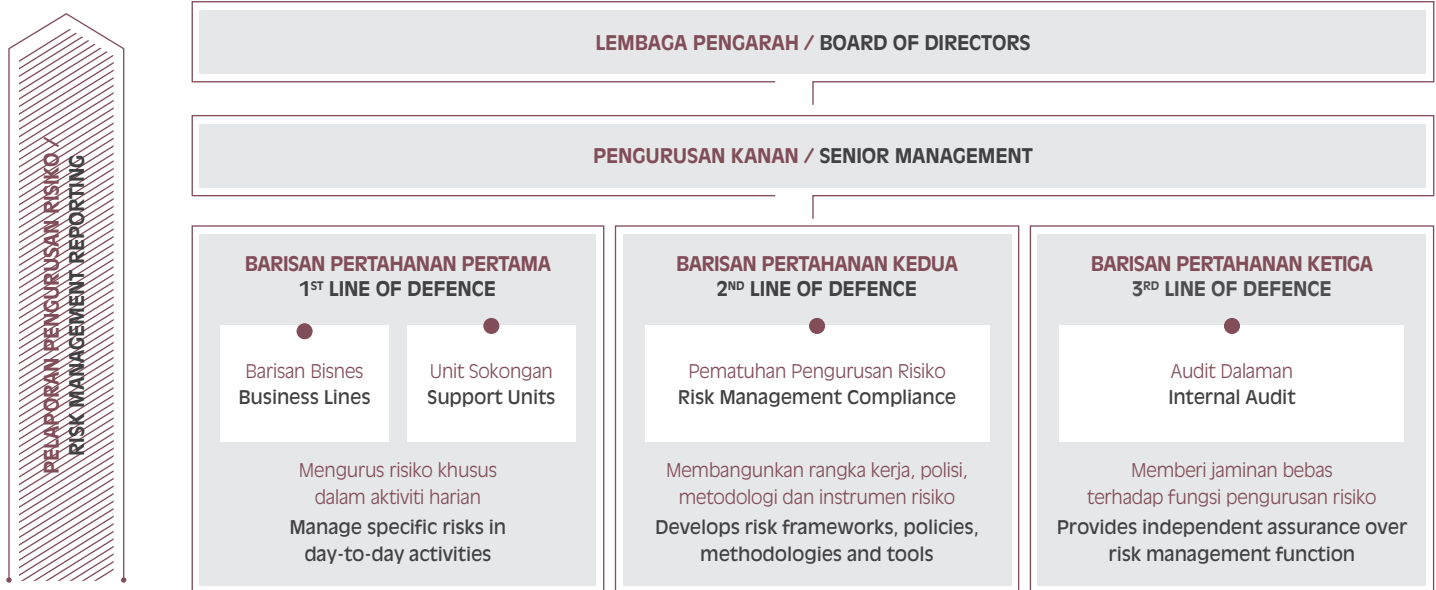 PELAPORAN PENGURUSAN RISIKO /
RISK MANAGEMENT REPORTING
LEMBAGA PENGARAH / BOARD OF DIRECTORS
PENGURUSAN KANAN / SENIOR MANAGEMENT
BARISAN PERTAHANAN PERTAMA
1ST LINE OF DEFENCE
Barisan Bisnes
Business Lines
Unit Sokongan
Support Units
Mengurus risiko khusus
dalam aktiviti harian
Manage specific risks in
day-to-day activities
BARISAN PERTAHANAN KEDUA
2ND LINE OF DEFENCE
Pematuhan Pengurusan Risiko
Risk Management Compliance
Membangunkan rangka kerja, polisi,
metodologi dan instrumen risiko
Develops risk frameworks, policies,
methodologies and tools
BARISAN PERTAHANAN KETIGA
3RD LINE OF DEFENCE
Audit Dalaman
Internal Audit
Memberi jaminan bebas
terhadap fungsi pengurusan risiko
Provides independent assurance over
risk management function